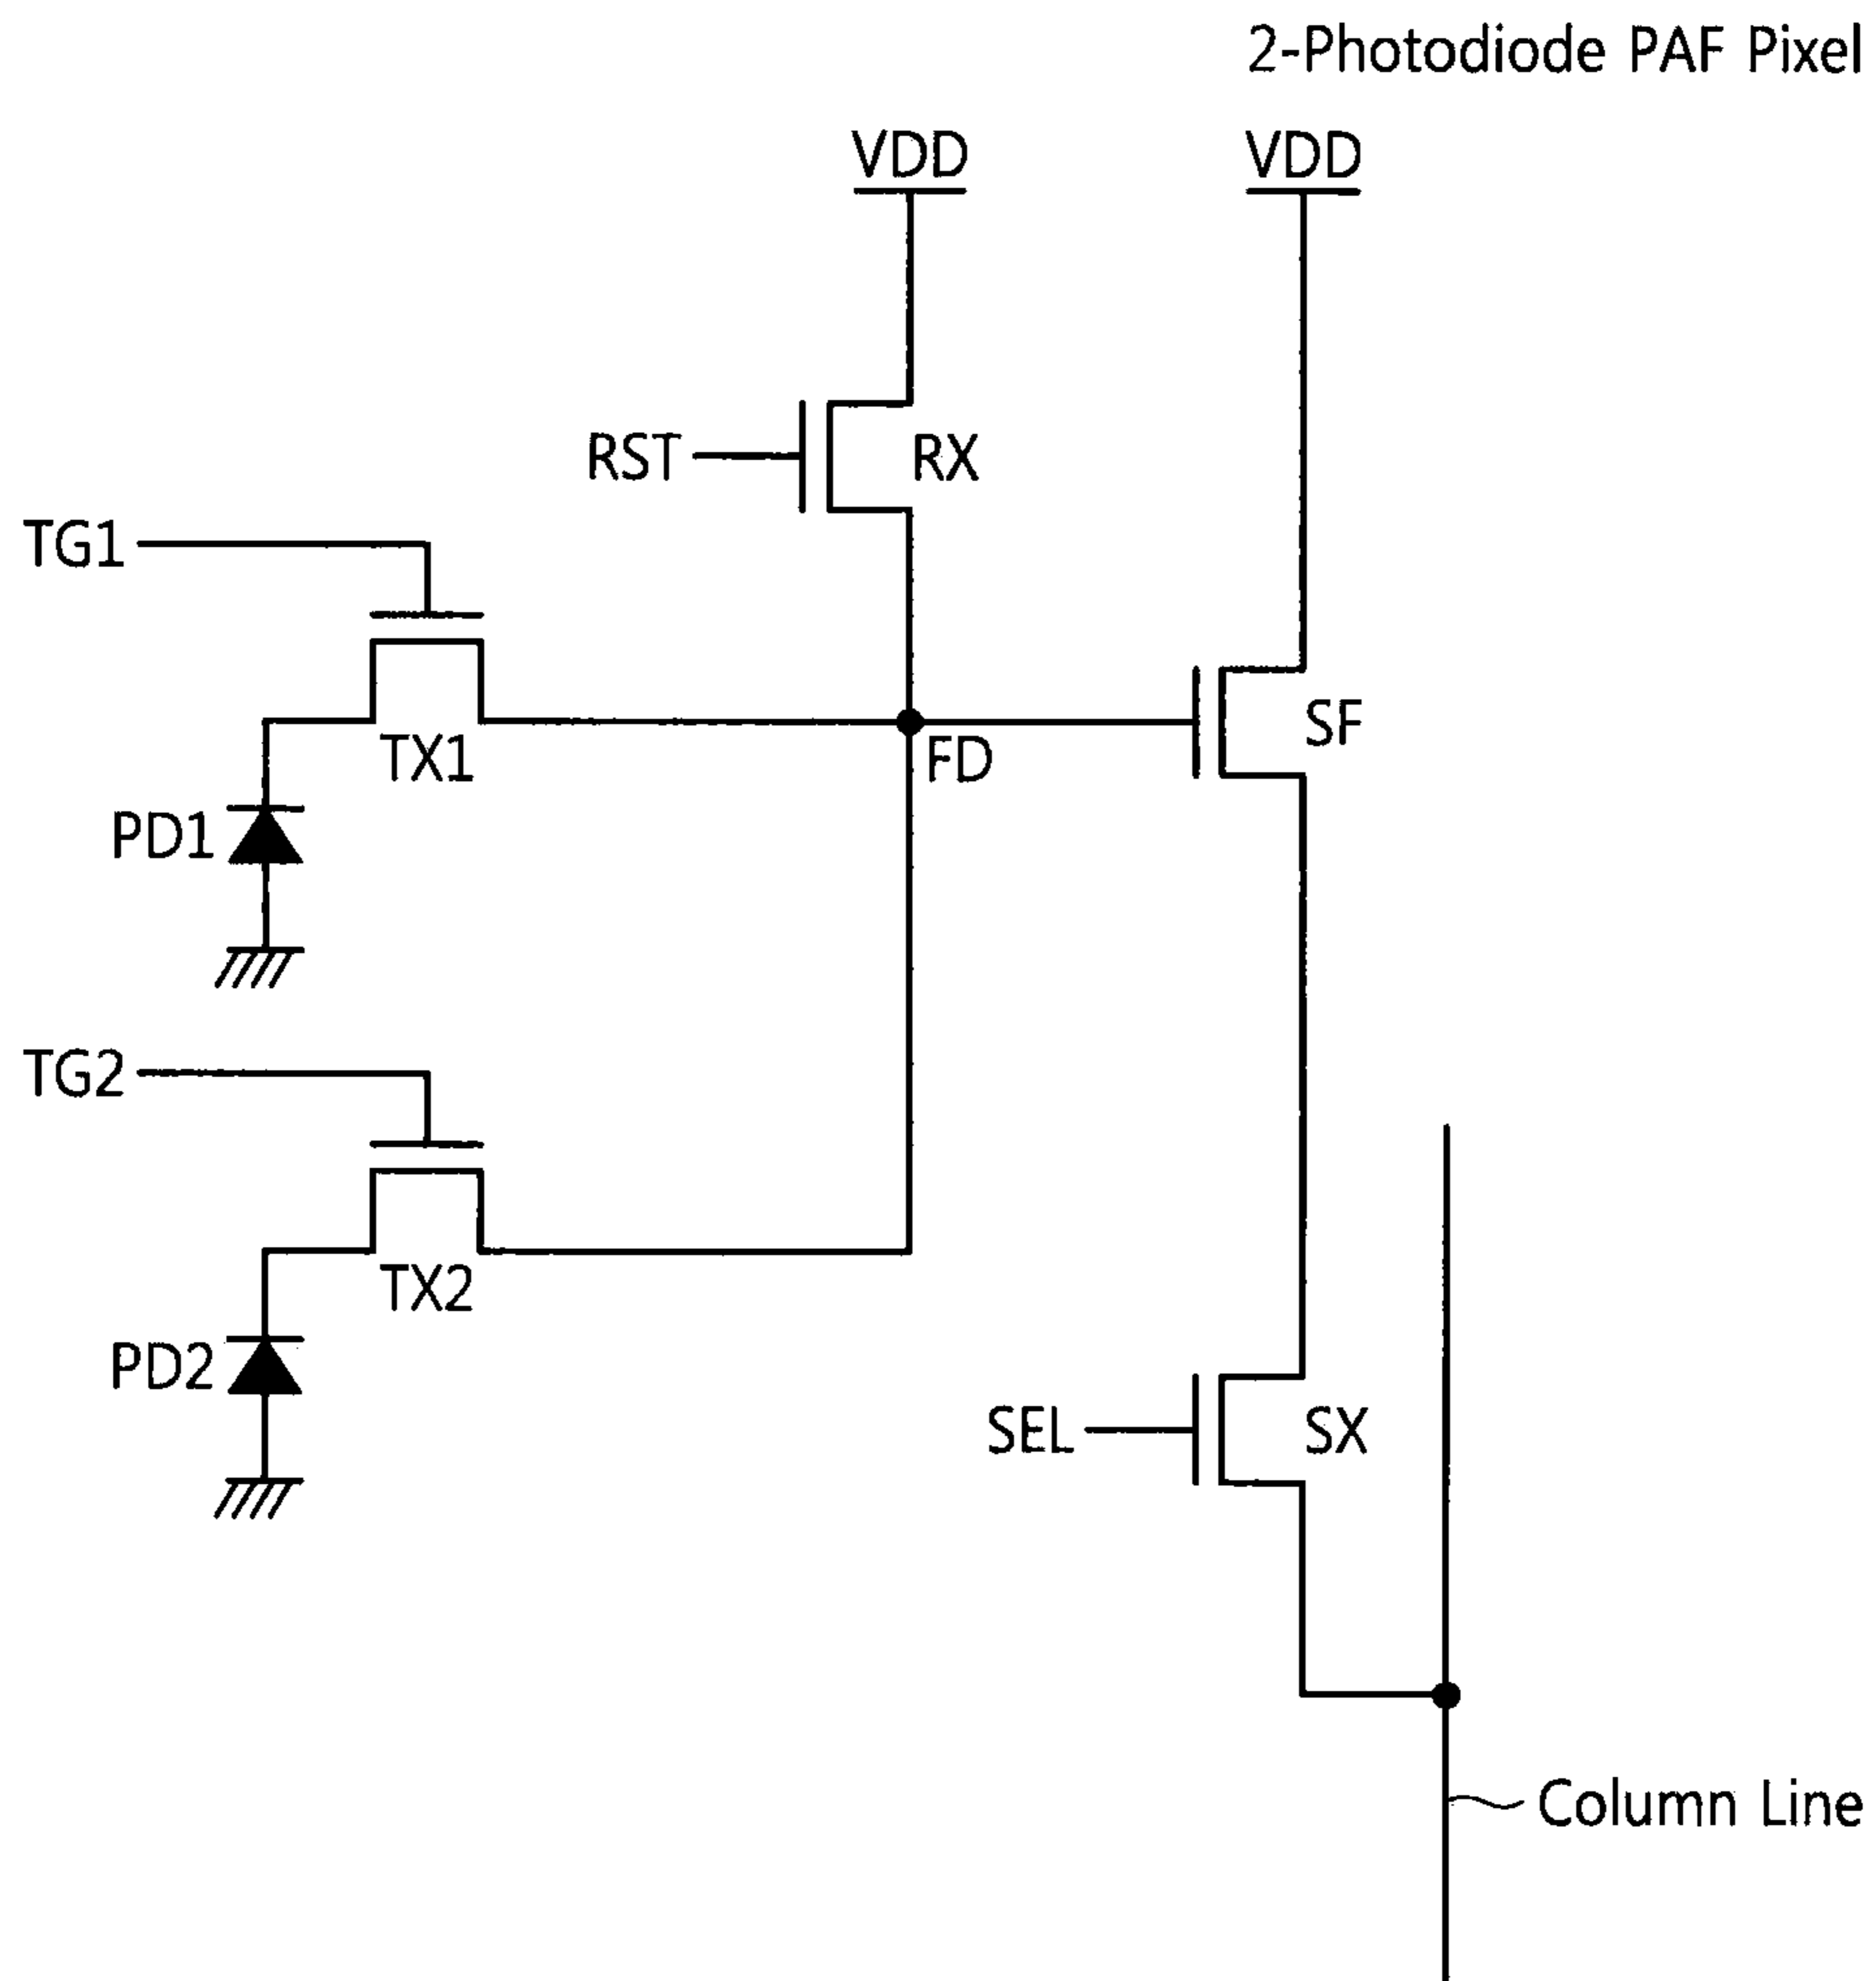 2-Photodiode PAF Pixel
VDD
VDD
RST
RX
TG1
TX1
FD
SF
PD1
TG2
TX2
PD2
SEL
SX
Column Line